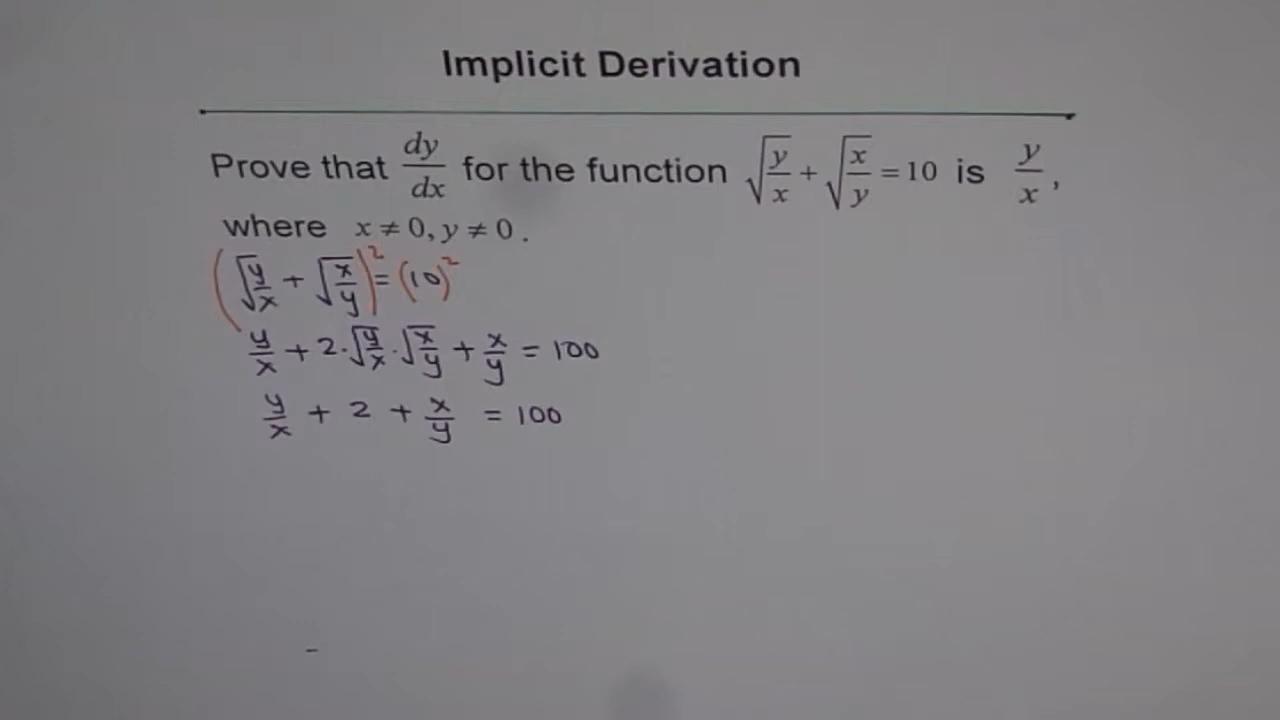 Implicit Derivation
Prove that dy/dx for the function √(y/x) + √(x/y) = 10 is y/x,
where x ≠ 0, y ≠ 0.
(√(y/x) + √(x/y))² = (10)²
y/x + 2·√(y/x)·√(x/y) + x/y = 100
y/x + 2 + x/y = 100